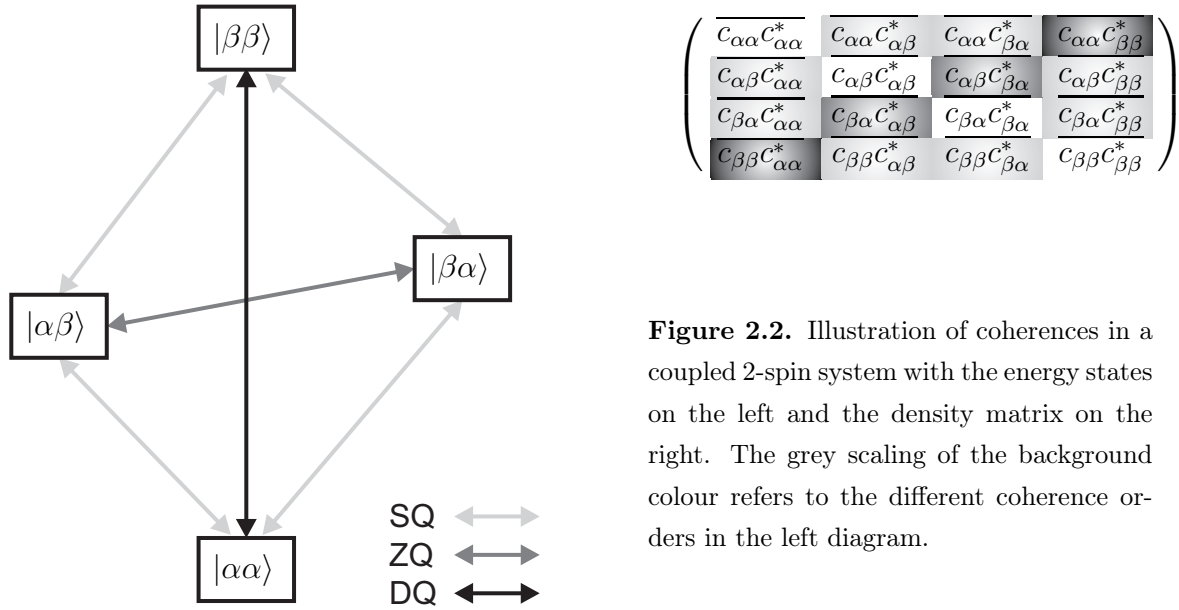 |ββ⟩
|βα⟩
|αβ⟩
|αα⟩
SQ
ZQ
DQ
c_{αα}c*_{αα} c_{αα}c*_{αβ} c_{αα}c*_{βα} c_{αα}c*_{ββ}
c_{αβ}c*_{αα} c_{αβ}c*_{αβ} c_{αβ}c*_{βα} c_{αβ}c*_{ββ}
c_{βα}c*_{αα} c_{βα}c*_{αβ} c_{βα}c*_{βα} c_{βα}c*_{ββ}
c_{ββ}c*_{αα} c_{ββ}c*_{αβ} c_{ββ}c*_{βα} c_{ββ}c*_{ββ}
Figure 2.2. Illustration of coherences in a
coupled 2-spin system with the energy states
on the left and the density matrix on the
right. The grey scaling of the background
colour refers to the different coherence or-
ders in the left diagram.